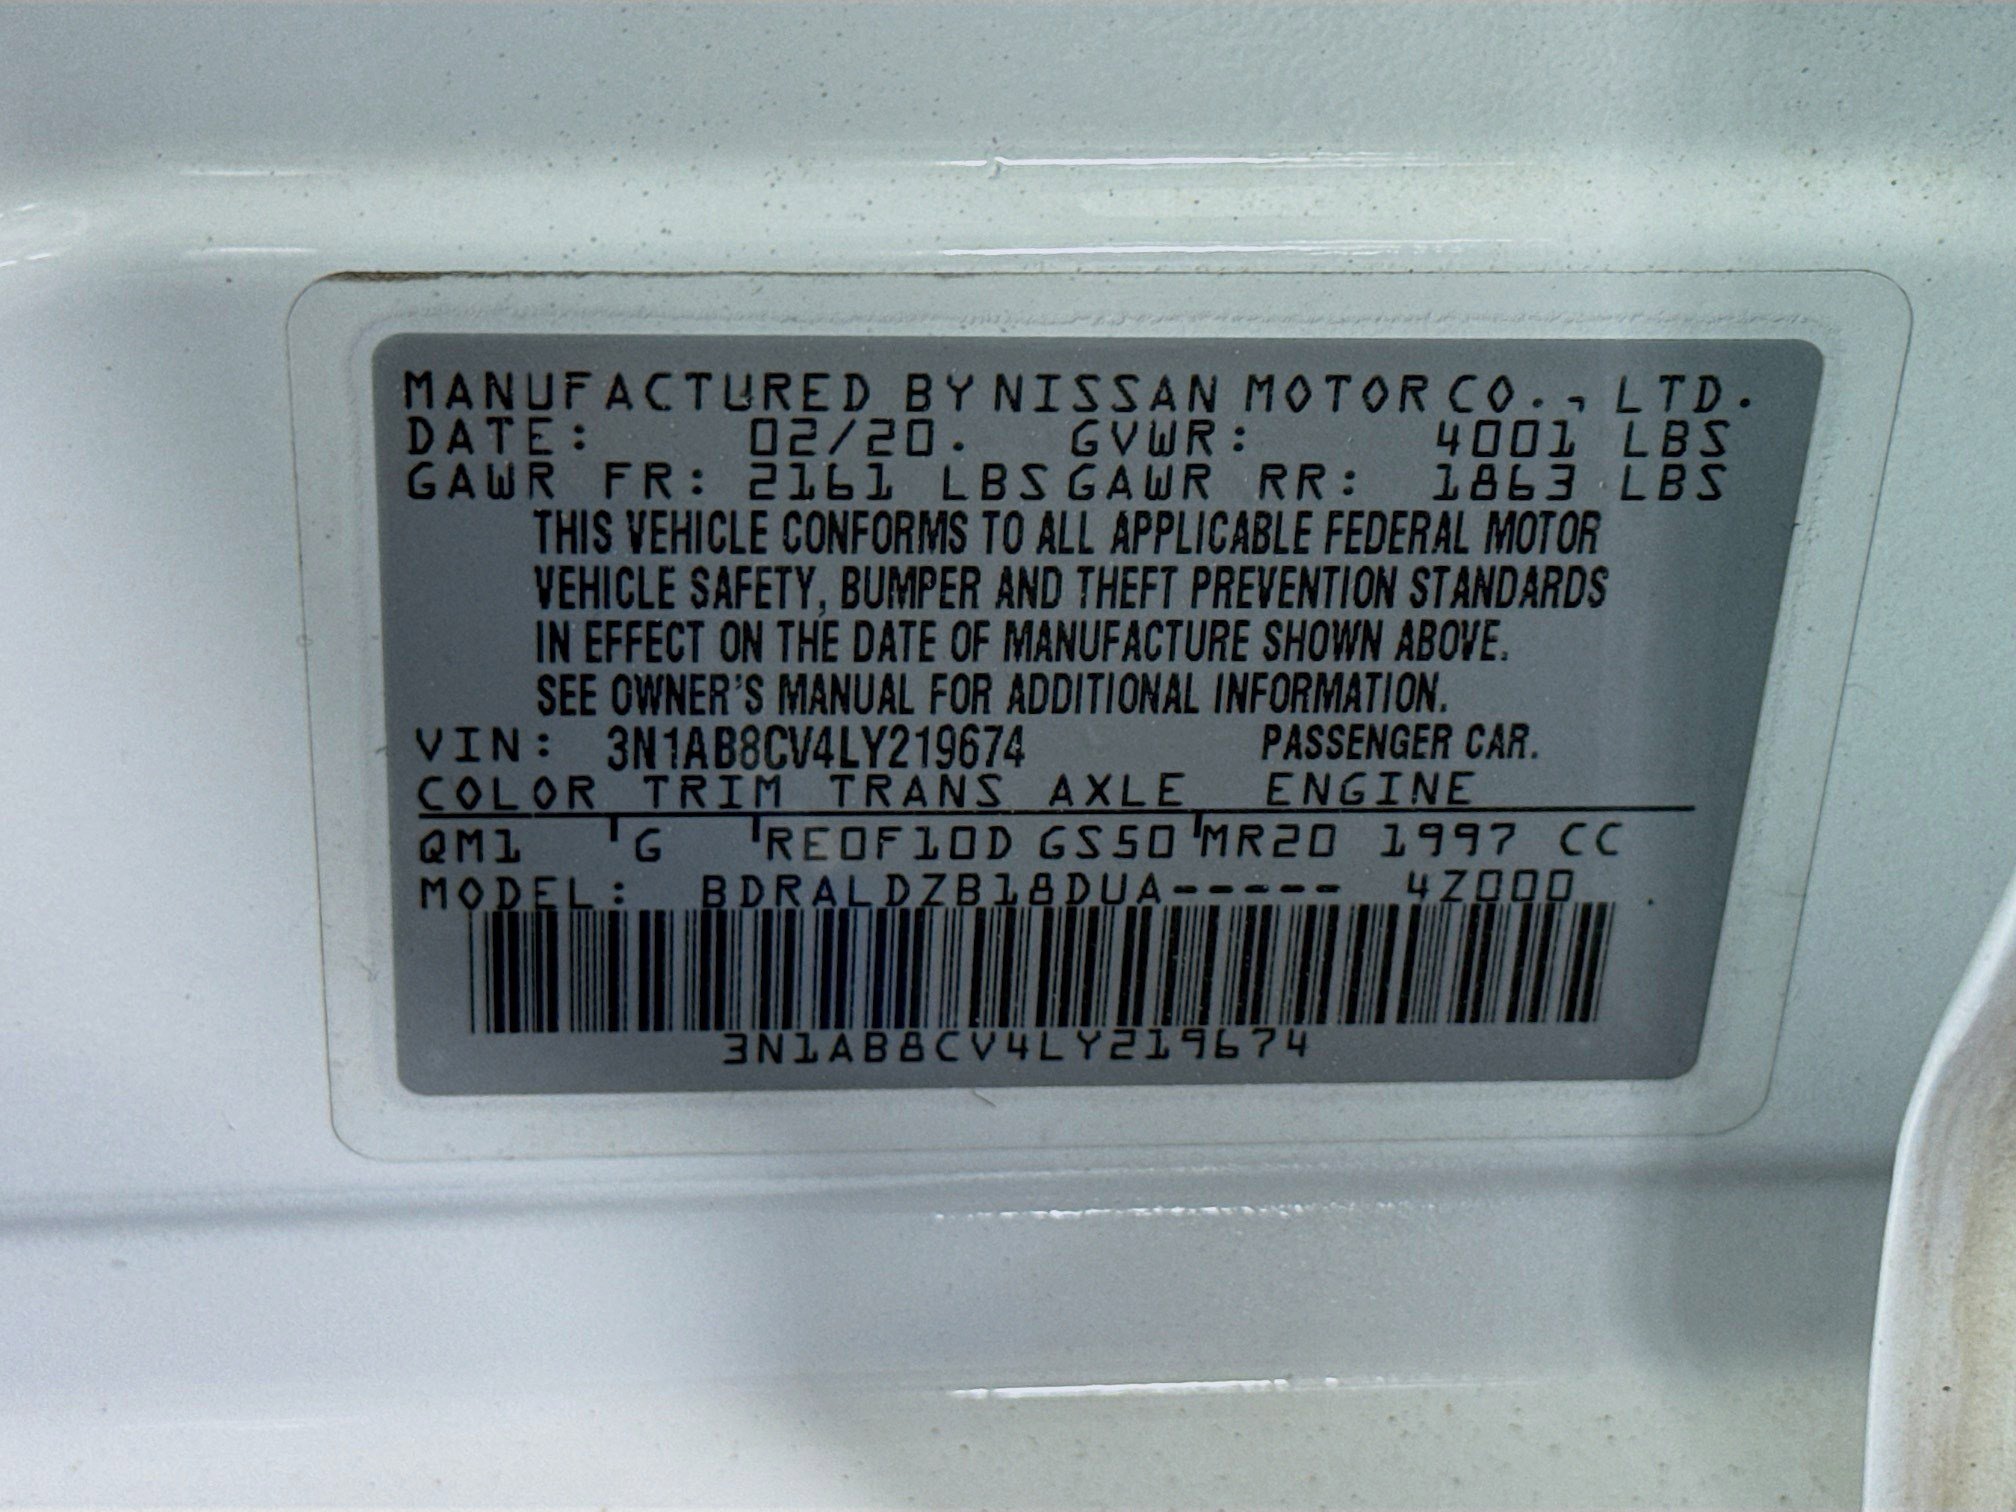 MANUFACTURED BY NISSAN MOTOR CO., LTD.
DATE: 02/20. GVWR: 4001 LBS
GAWR FR: 2161 LBS GAWR RR: 1863 LBS
THIS VEHICLE CONFORMS TO ALL APPLICABLE FEDERAL MOTOR
VEHICLE SAFETY, BUMPER AND THEFT PREVENTION STANDARDS
IN EFFECT ON THE DATE OF MANUFACTURE SHOWN ABOVE.
SEE OWNER'S MANUAL FOR ADDITIONAL INFORMATION.
VIN: 3N1AB8CV4LY219674 PASSENGER CAR.
COLOR TRIM TRANS AXLE ENGINE
QM1 G RE0F10D GS50 MR20 1997 CC
MODEL: BDRALDZB18DUA----- 4Z000 .
3N1AB8CV4LY219674